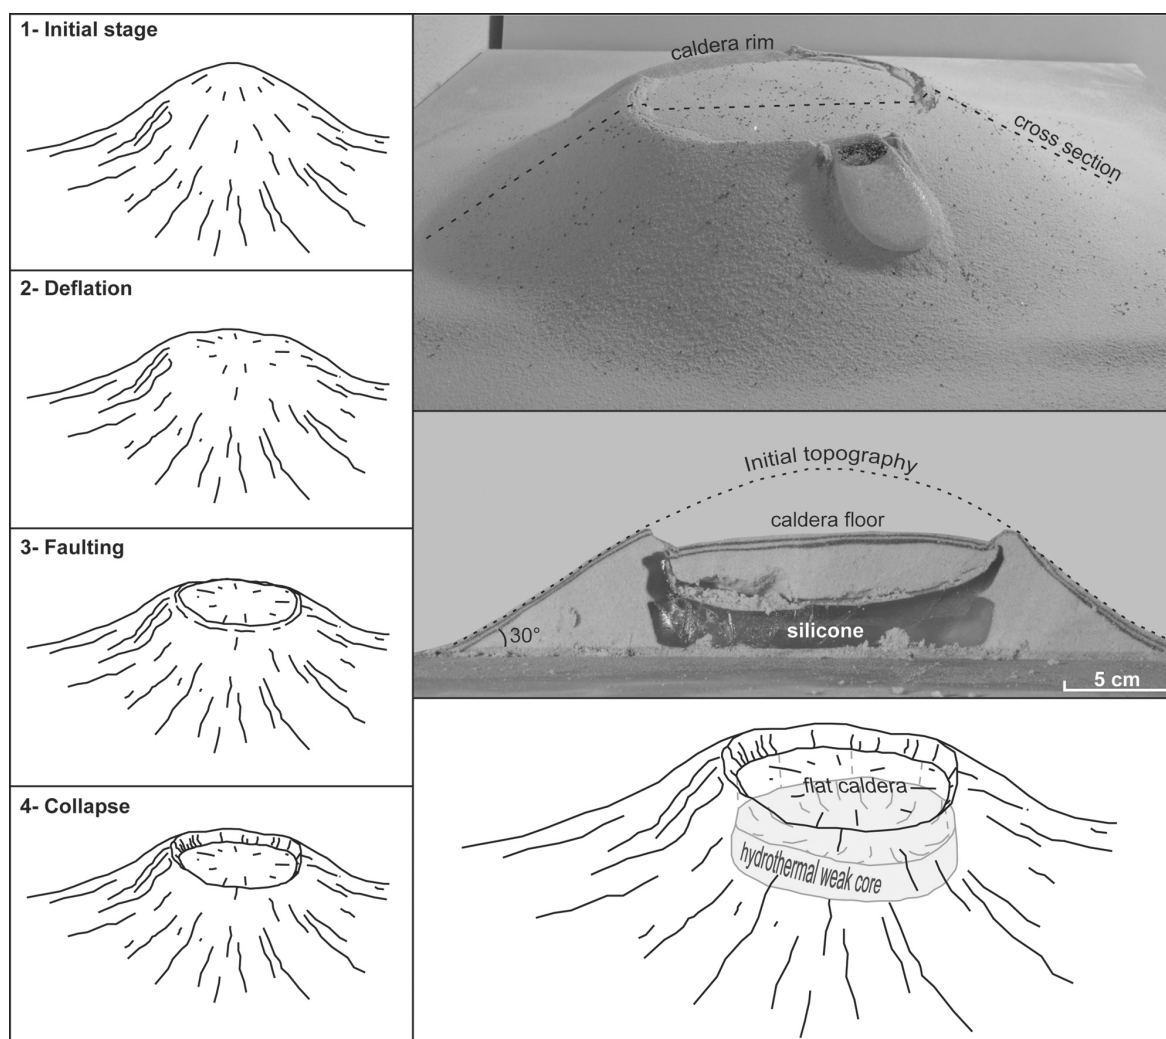 1- Initial stage
2- Deflation
3- Faulting
4- Collapse
caldera rim
cross section
Initial topography
caldera floor
30°
silicone
5 cm
flat caldera
hydrothermal weak core